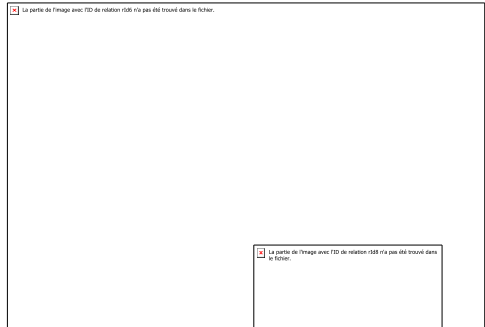 La partie de l'image avec l'ID de relation rId6 n'a pas été trouvé dans le fichier.
La partie de l'image avec l'ID de relation rId8 n'a pas été trouvé dans
le fichier.